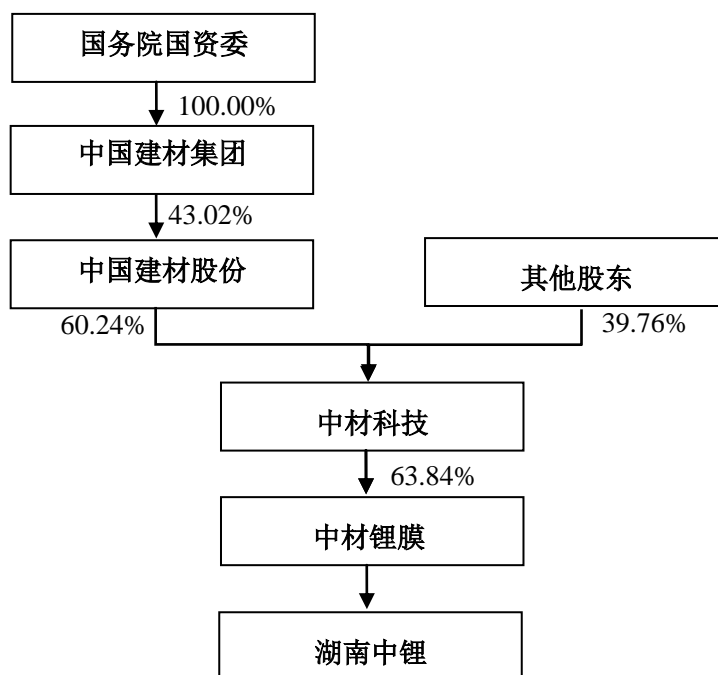 国务院国资委
100.00%
中国建材集团
43.02%
中国建材股份
其他股东
60.24%
39.76%
中材科技
63.84%
中材锂膜
湖南中锂